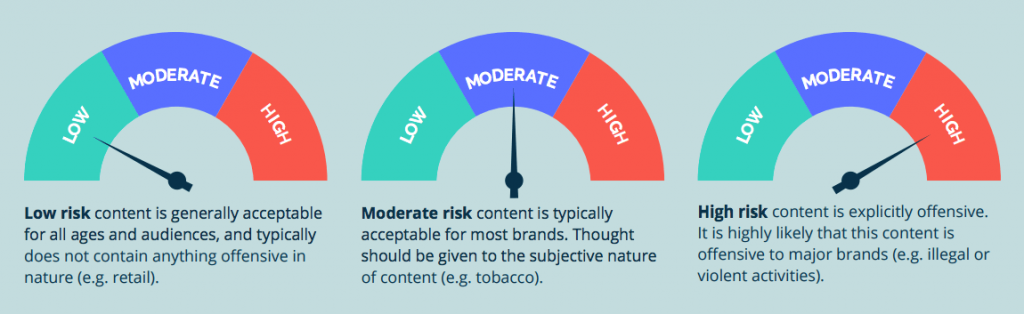 LOW
MODERATE
HIGH
Low risk content is generally acceptable
for all ages and audiences, and typically
does not contain anything offensive in
nature (e.g. retail).
LOW
MODERATE
HIGH
Moderate risk content is typically
acceptable for most brands. Thought
should be given to the subjective nature
of content (e.g. tobacco).
LOW
MODERATE
HIGH
High risk content is explicitly offensive.
It is highly likely that this content is
offensive to major brands (e.g. illegal or
violent activities).